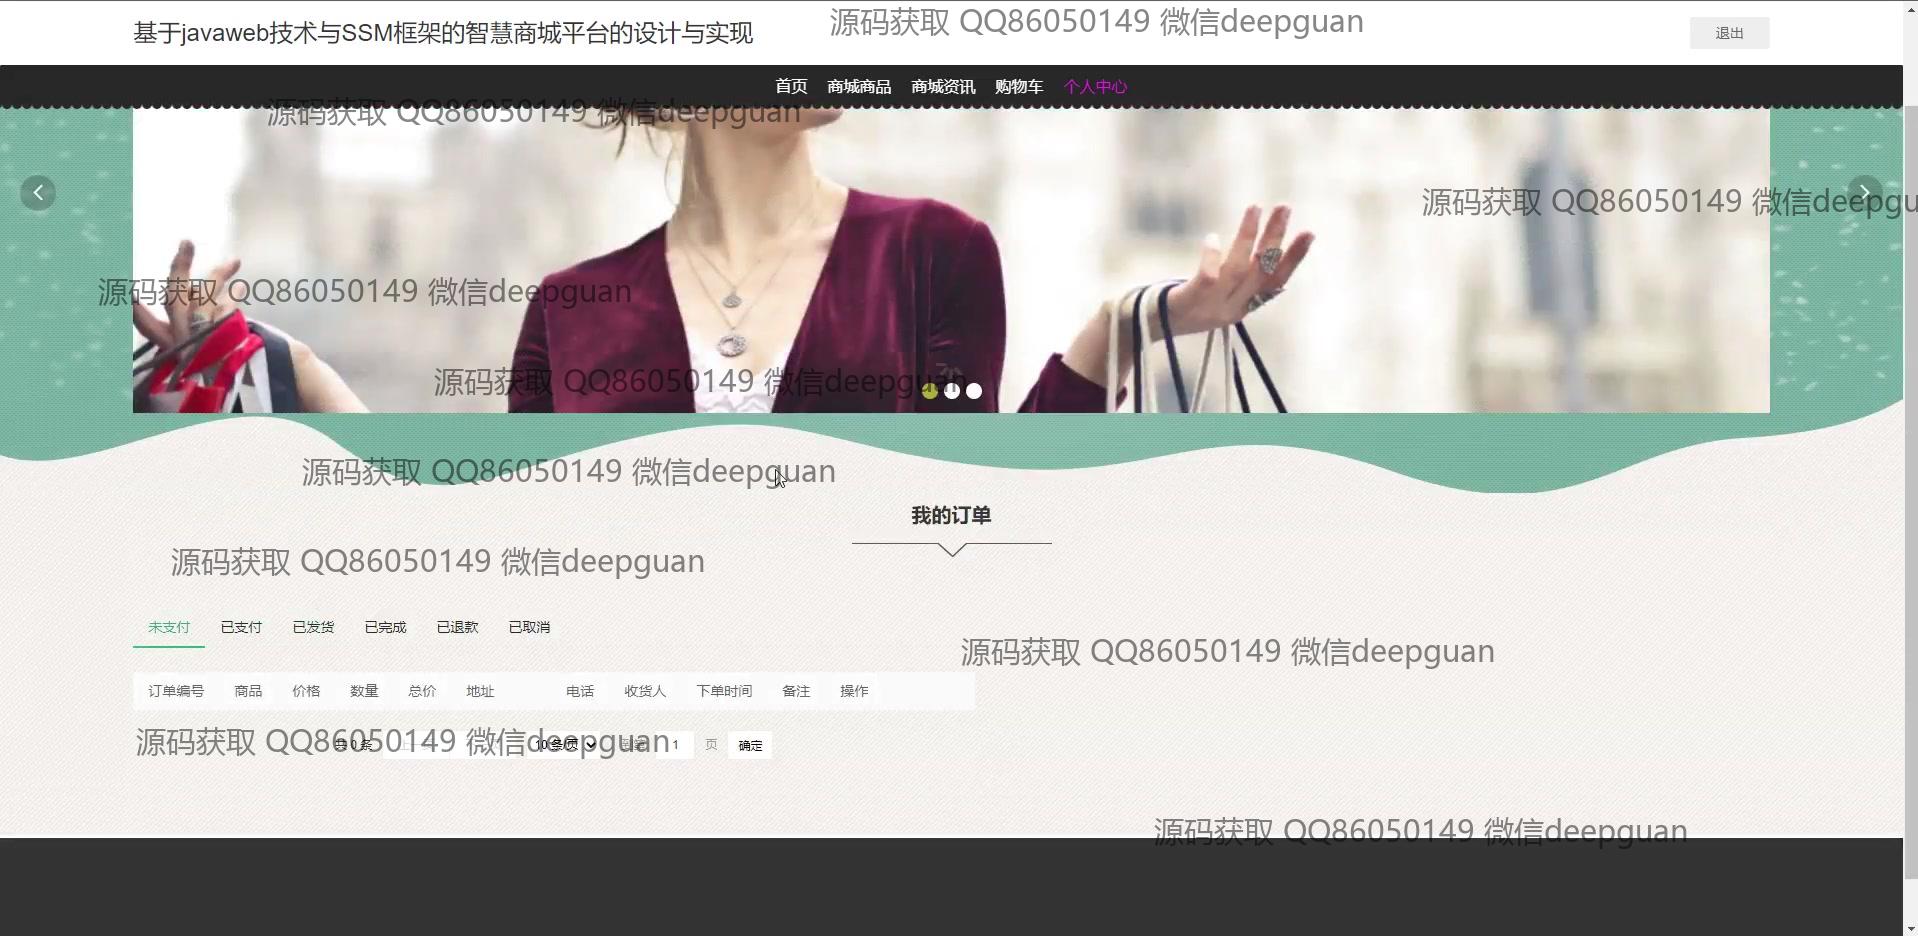 基于javaweb技术与SSM框架的智慧商城平台的设计与实现
源码获取 QQ86050149 微信deepguan
退出
首页 商城商品 商城资讯 购物车 个人中心
源码获取 QQ86050149 微信deepguan
源码获取 QQ86050149 微信deepgu
源码获取 QQ86050149 微信deepguan
源码获取 QQ86050149 微信deepguan
源码获取 QQ86050149 微信deepguan
我的订单
源码获取 QQ86050149 微信deepguan
未支付 已支付 已发货 已完成 已退款 已取消
源码获取 QQ86050149 微信deepguan
订单编号 商品 价格 数量 总价 地址 电话 收货人 下单时间 备注 操作
源码获取 QQ86050149 微信deepguan
共 0 条 10 条/页 1 页 确定
源码获取 QQ86050149 微信deepguan